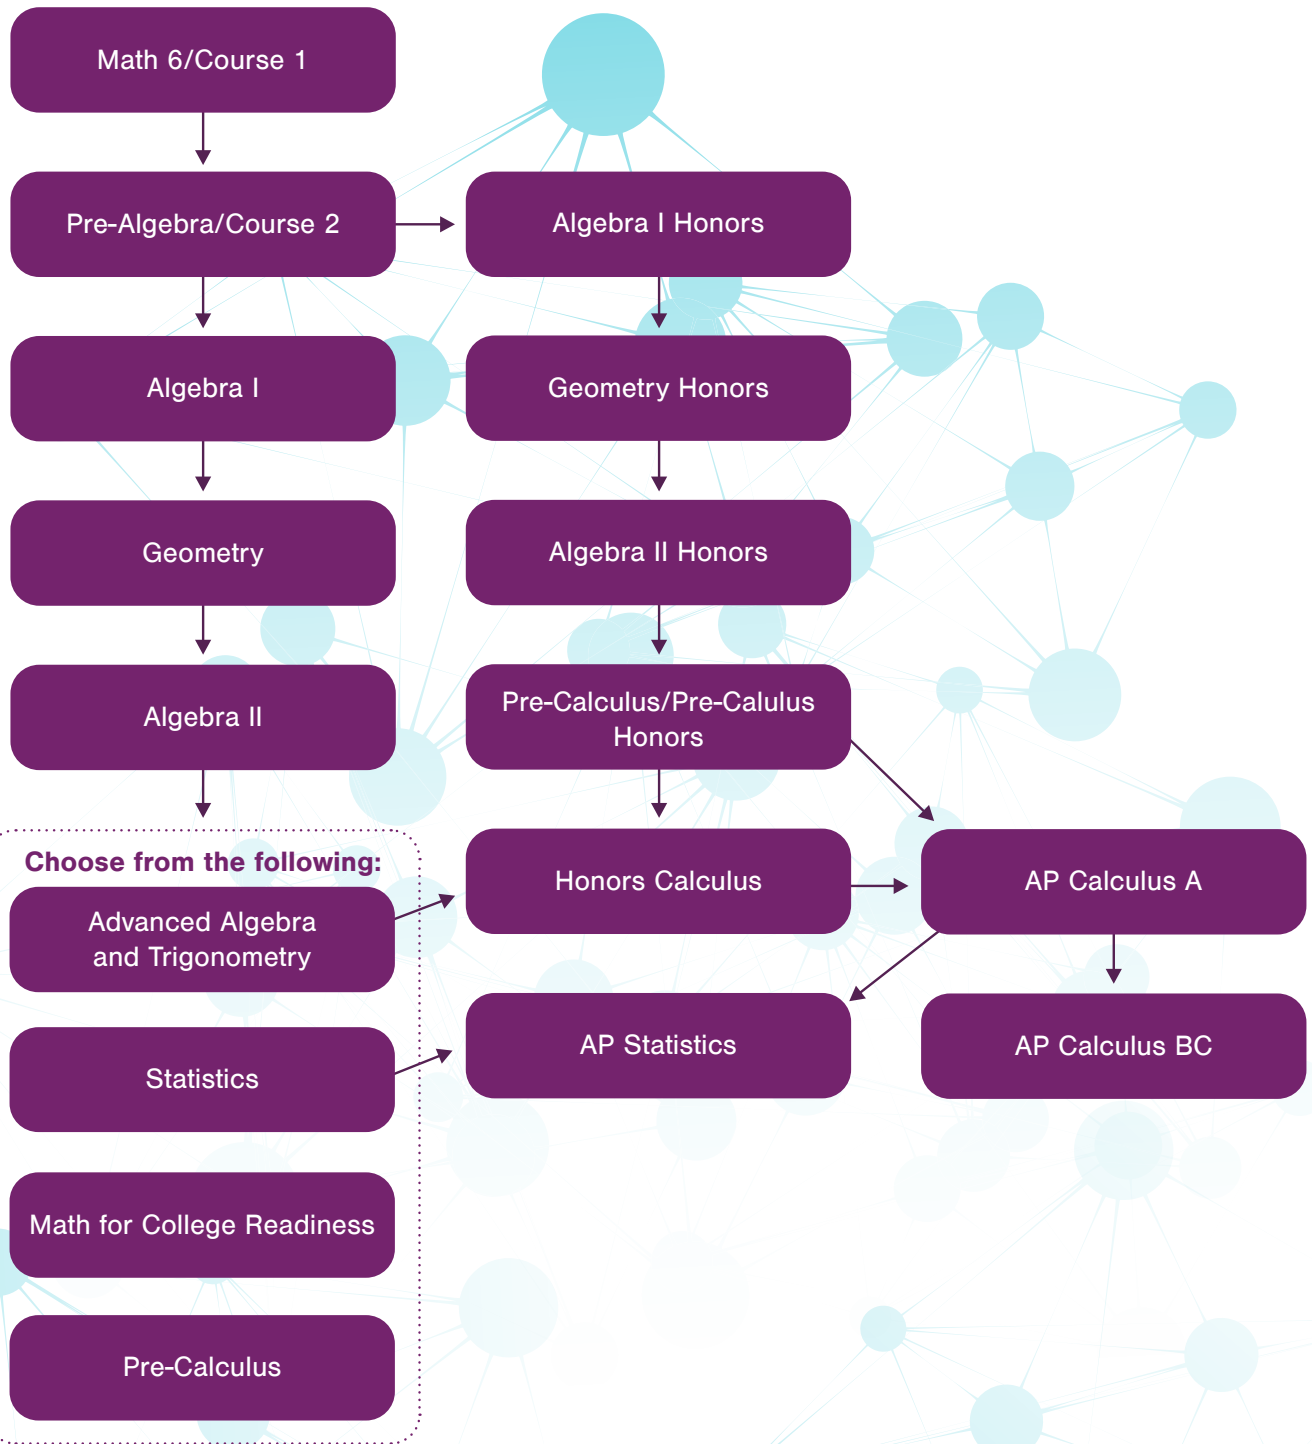 Math 6/Course 1
Pre-Algebra/Course 2
Algebra I Honors
Algebra I
Geometry Honors
Geometry
Algebra II Honors
Algebra II
Pre-Calculus/Pre-Calulus
Honors
Choose from the following:
Advanced Algebra
and Trigonometry
Honors Calculus
AP Calculus A
Statistics
AP Statistics
AP Calculus BC
Math for College Readiness
Pre-Calculus